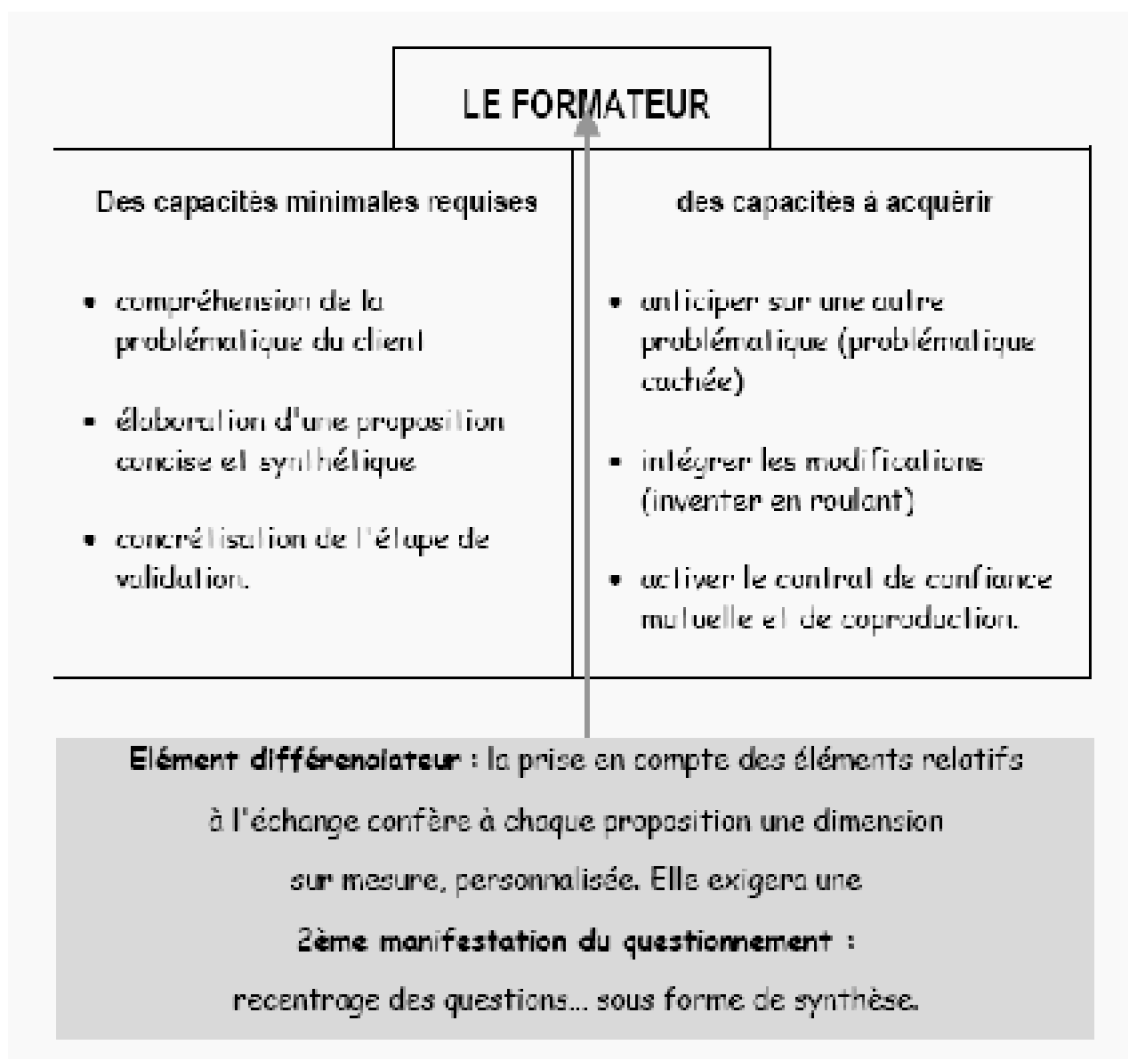 LE FORMATEUR
Des capacités minimales requises
• compréhension de la
problématique du client
• élaboration d'une proposition
concise et synthétique
• concrétisation de l'étape de
validation.
des capacités à acquérir
• anticiper sur une autre
problématique (problématique
cachée)
• intégrer les modifications
(inventer en roulant)
• activer le contrat de confiance
mutuelle et de coproduction.
Elément différenciateur : la prise en compte des éléments relatifs
à l'échange confère à chaque proposition une dimension
sur mesure, personnalisée. Elle exigera une
2ème manifestation du questionnement :
recentrage des questions... sous forme de synthèse.